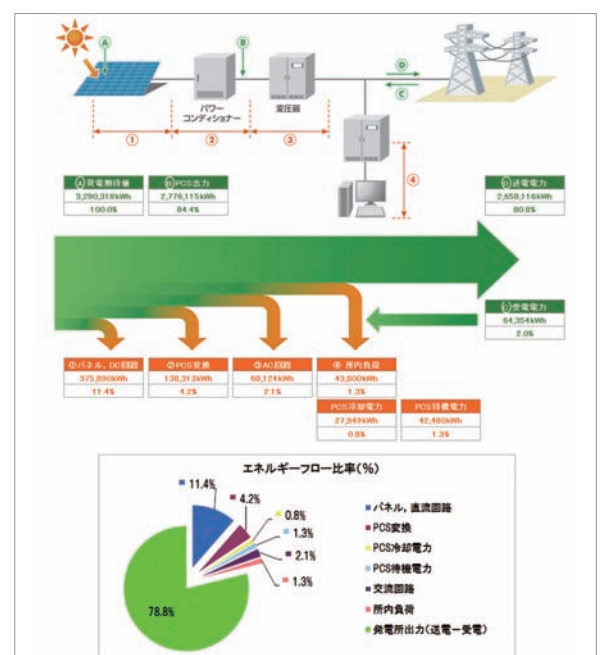 Ⓐ
Ⓑ
Ⓓ
Ⓒ
パワー
コンディショナー
変圧器
①
②
③
④
Ⓐ発電期待量
3,290,318kWh
100.0%
ⒷPCS出力
2,776,115kWh
84.4%
Ⓓ送電電力
2,658,116kWh
80.8%
Ⓒ受電電力
64,354kWh
2.0%
①パネル，DC回路
375,890kWh
11.4%
②PCS変換
138,313kWh
4.2%
③AC回路
68,124kWh
2.1%
④ 所内負荷
43,800kWh
1.3%
PCS冷却電力
27,948kWh
0.8%
PCS待機電力
42,480kWh
1.3%
エネルギーフロー比率(%)
11.4%
4.2%
0.8%
1.3%
2.1%
1.3%
78.8%
パネル，直流回路
PCS変換
PCS冷却電力
PCS待機電力
交流回路
所内負荷
発電所出力(送電ー受電)